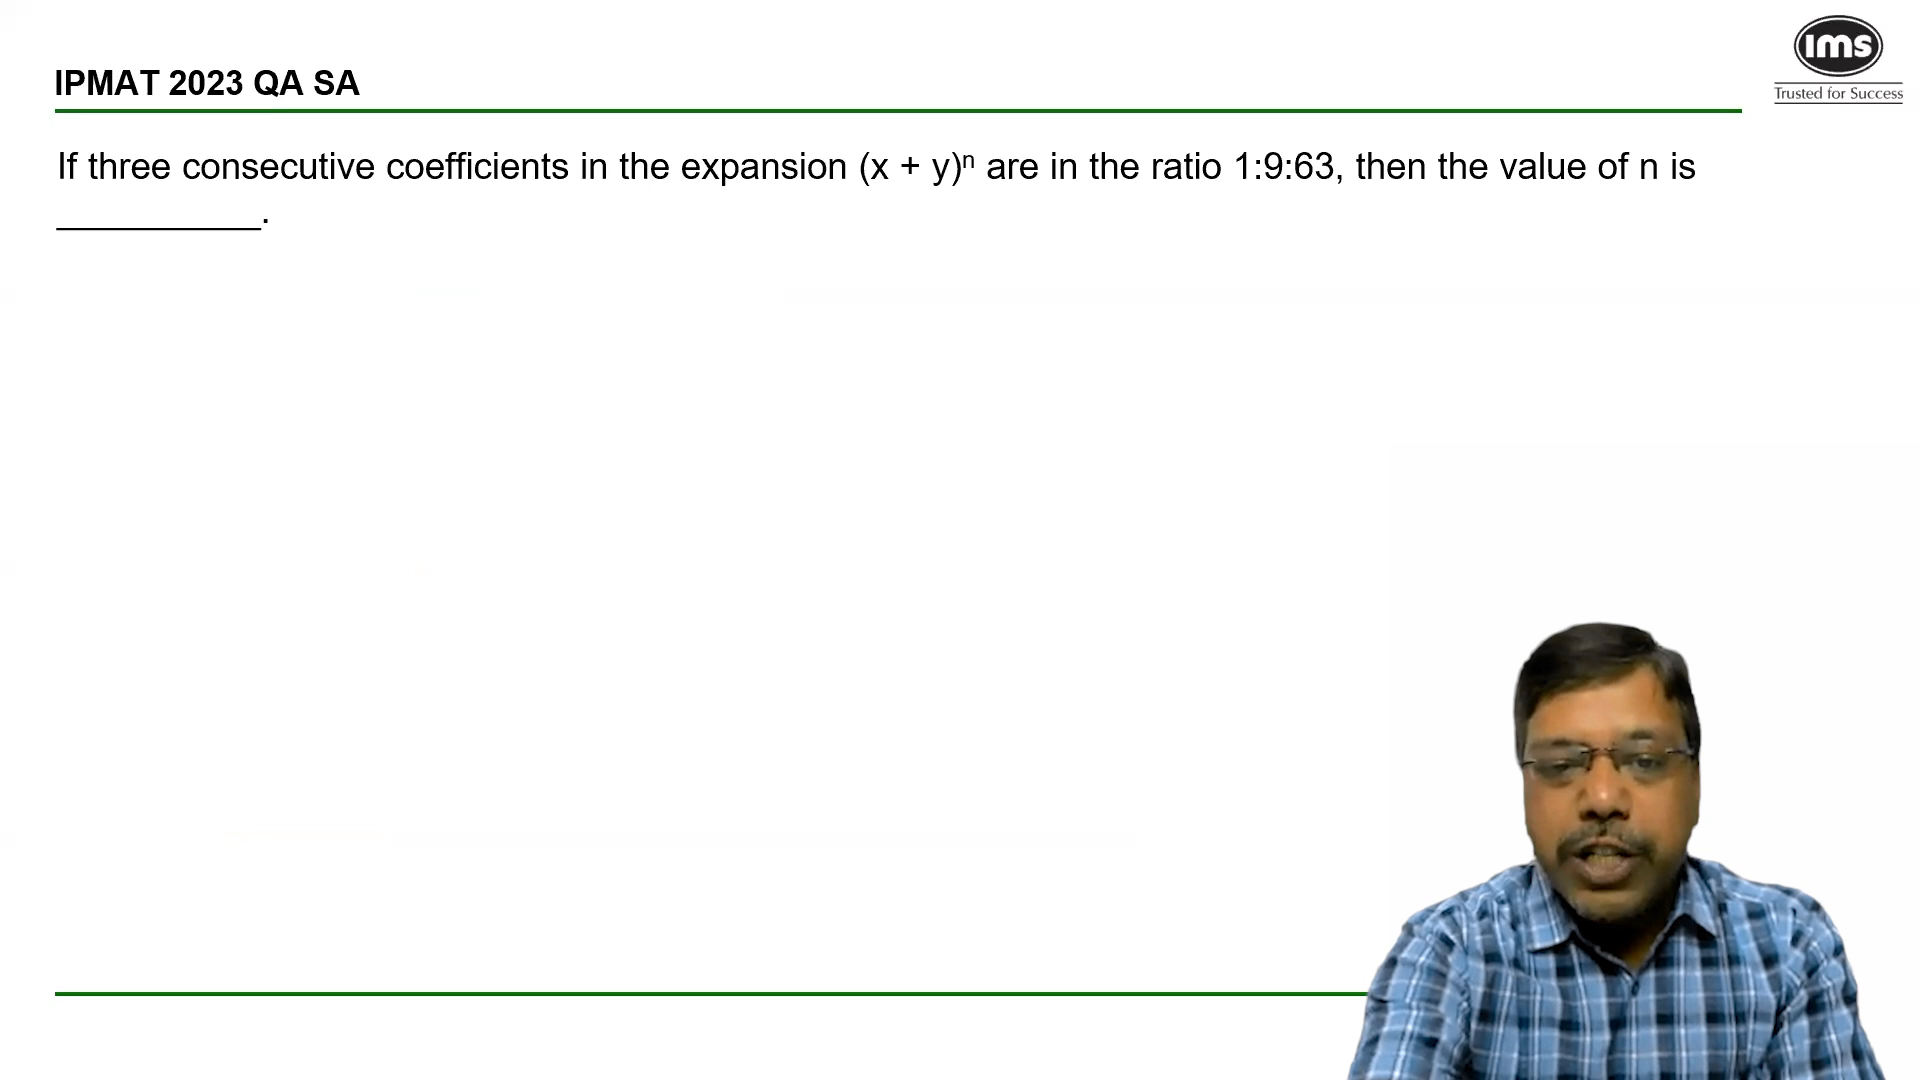 ims
Trusted for Success
IPMAT 2023 QA SA
If three consecutive coefficients in the expansion (x + y)ⁿ are in the ratio 1:9:63, then the value of n is
__________.